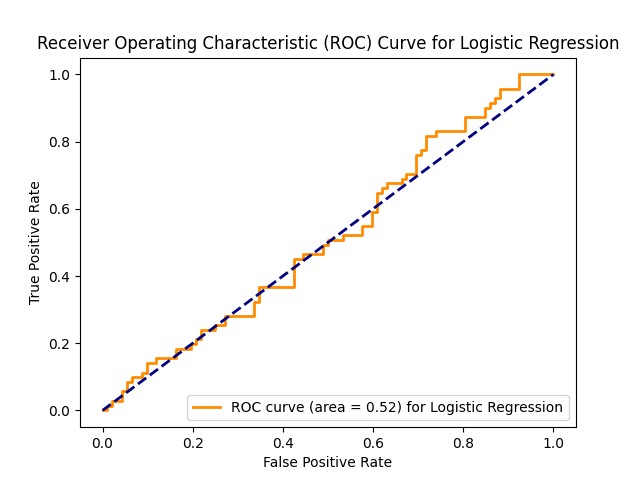 Receiver Operating Characteristic (ROC) Curve for Logistic Regression
1.0
0.8
0.6
0.4
0.2
0.0
True Positive Rate
ROC curve (area = 0.52) for Logistic Regression
0.0 0.2 0.4 0.6 0.8 1.0
False Positive Rate